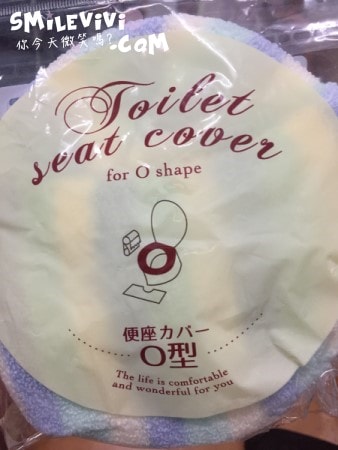 SMILEVIVI
你今天微笑嗎?.COM
Toilet
seat cover
for O shape
O
便座カバー
O型
The life is comfortable
and wonderful for you